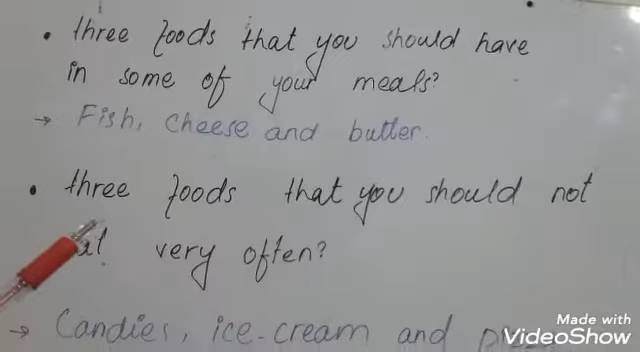 • three foods that you should have
in some of your meals?
→ Fish, cheese and butter.
• three foods that you should not
very often?
→ Candies, ice-cream and
Made with
VideoShow